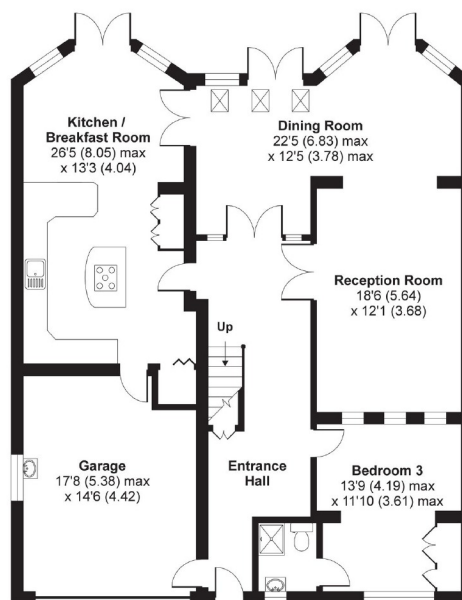 Kitchen /
Breakfast Room
26'5 (8.05) max
x 13'3 (4.04)
Dining Room
22'5 (6.83) max
x 12'5 (3.78) max
Reception Room
18'6 (5.64)
x 12'1 (3.68)
Up
Garage
17'8 (5.38) max
x 14'6 (4.42)
Entrance
Hall
Bedroom 3
13'9 (4.19) max
x 11'10 (3.61) max